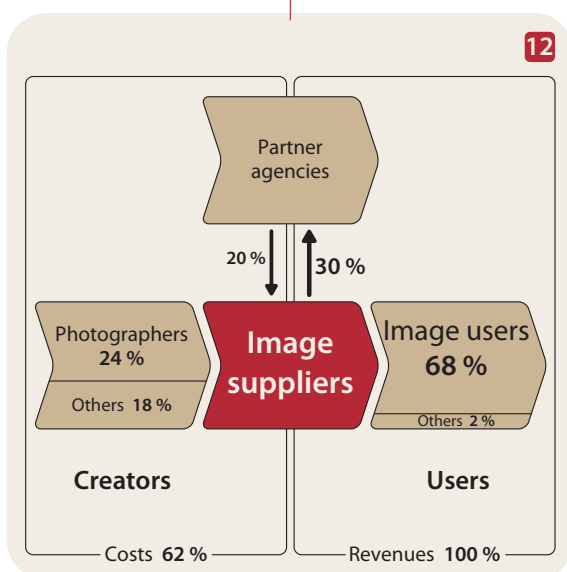 12
Partner
agencies
20 %
30 %
Photographers
24 %
Others 18 %
Image
suppliers
Image users
68 %
Others 2 %
Creators
Users
Costs 62 %
Revenues 100 %